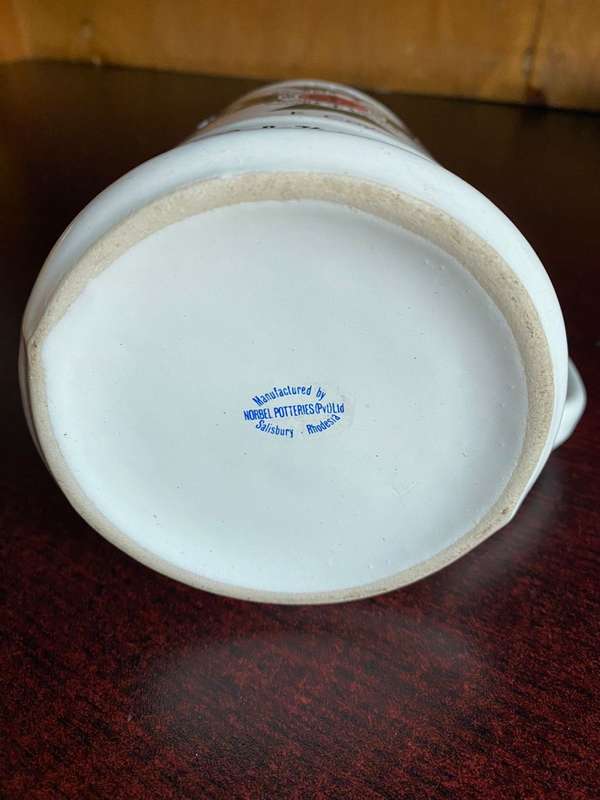 Manufactured by
NORBEL POTTERIES (Pvt) Ltd
Salisbury . Rhodesia